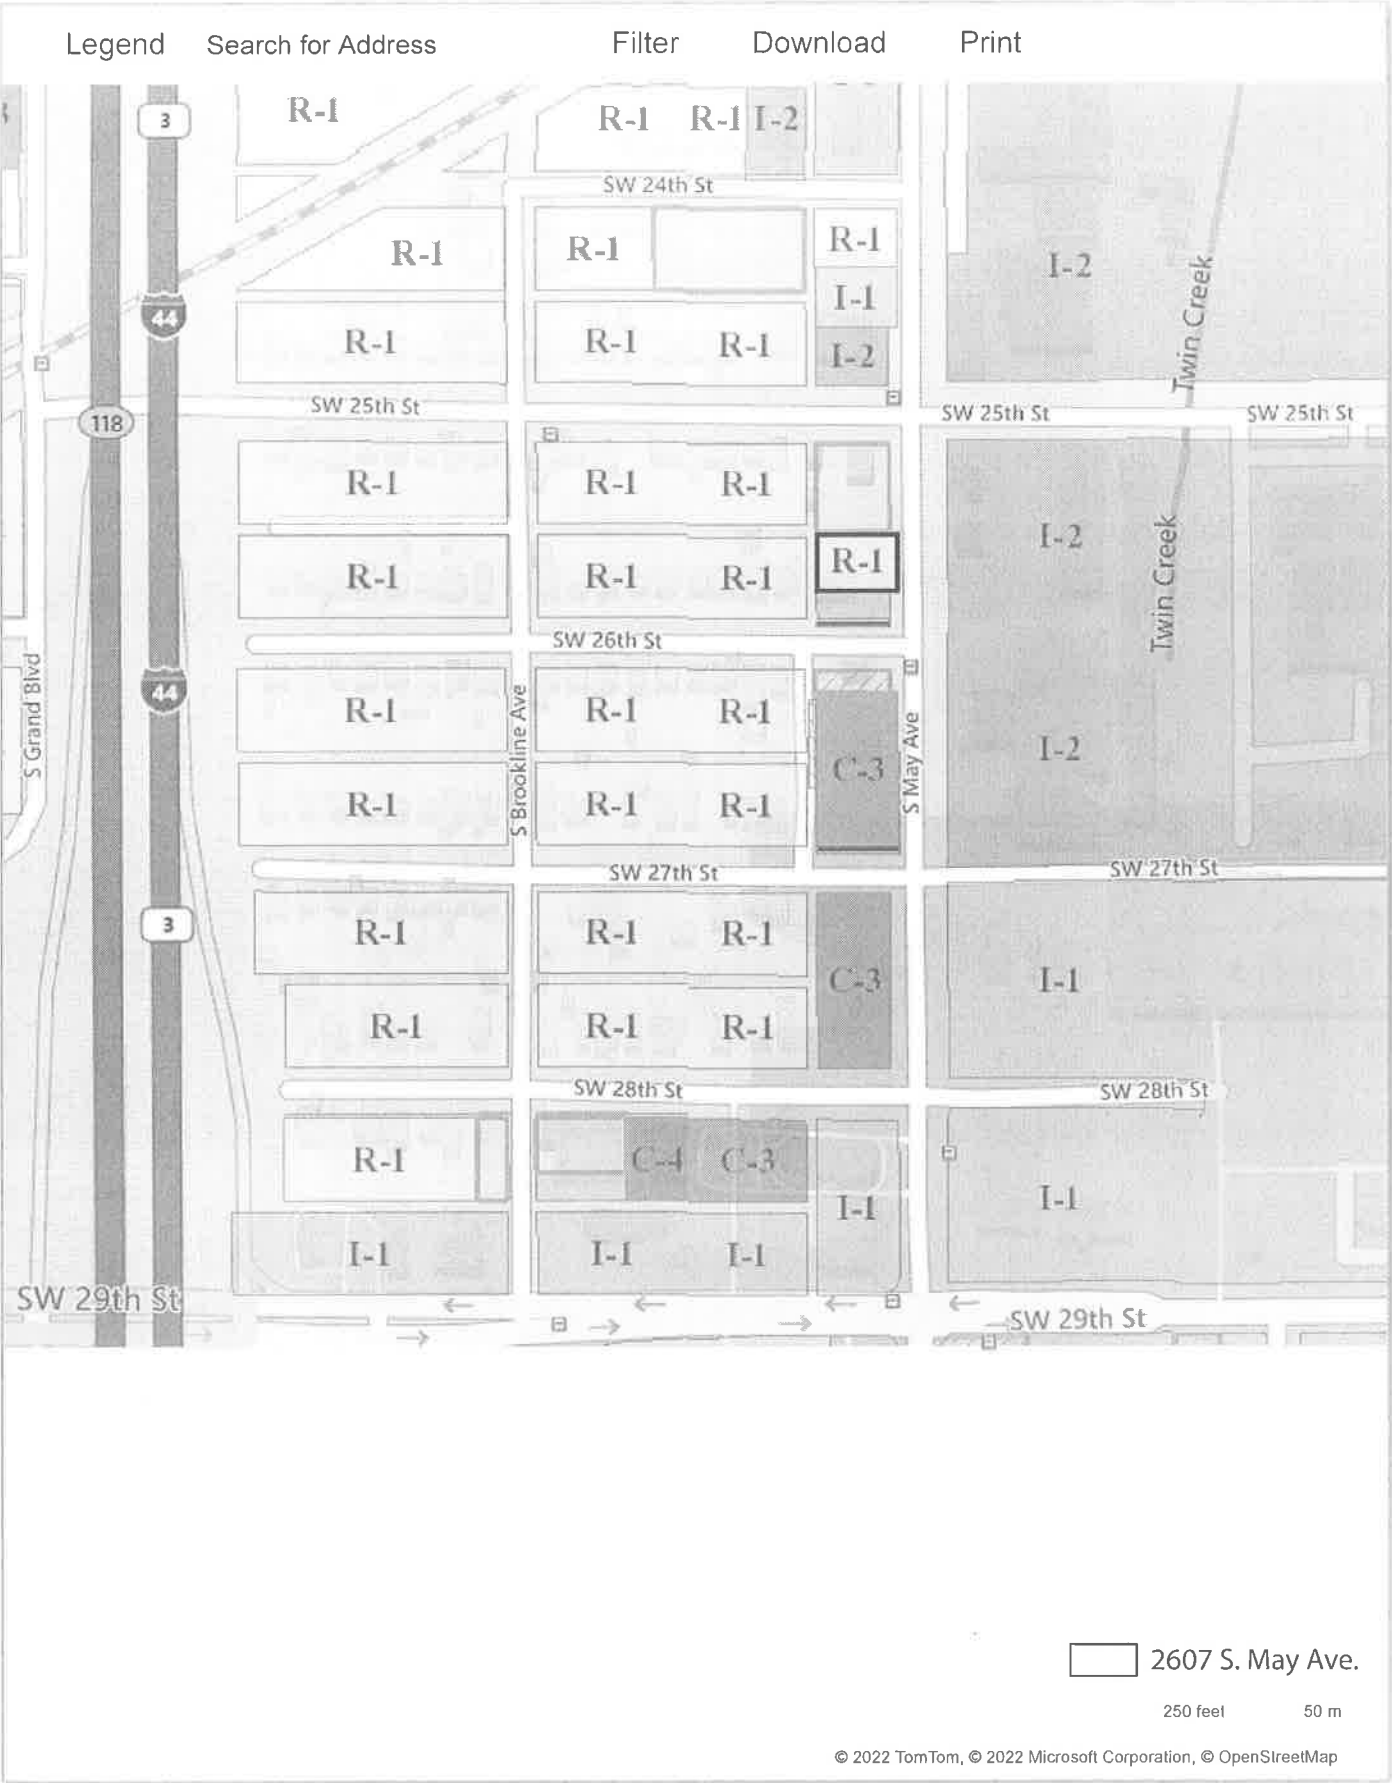 Legend Search for Address Filter Download Print
3 R-1 R-1 R-1 I-2
SW 24th St
R-1 R-1 R-1 I-2
I-1
44 R-1 R-1 R-1 I-2
Twin Creek
118 SW 25th St SW 25th St SW 25th St
R-1 R-1 R-1 I-2
R-1 R-1 R-1 R-1
Twin Creek
SW 26th St
S Grand Blvd 44 R-1 S Brookline Ave R-1 R-1 C-3 S May Ave I-2
R-1 R-1 R-1
SW 27th St SW 27th St
3 R-1 R-1 R-1 C-3 I-1
R-1 R-1 R-1
SW 28th St SW 28th St
R-1 C-4 C-3 I-1 I-1
I-1 I-1 I-1
SW 29th St SW 29th St
2607 S. May Ave.
250 feet 50 m
© 2022 TomTom, © 2022 Microsoft Corporation, © OpenStreetMap